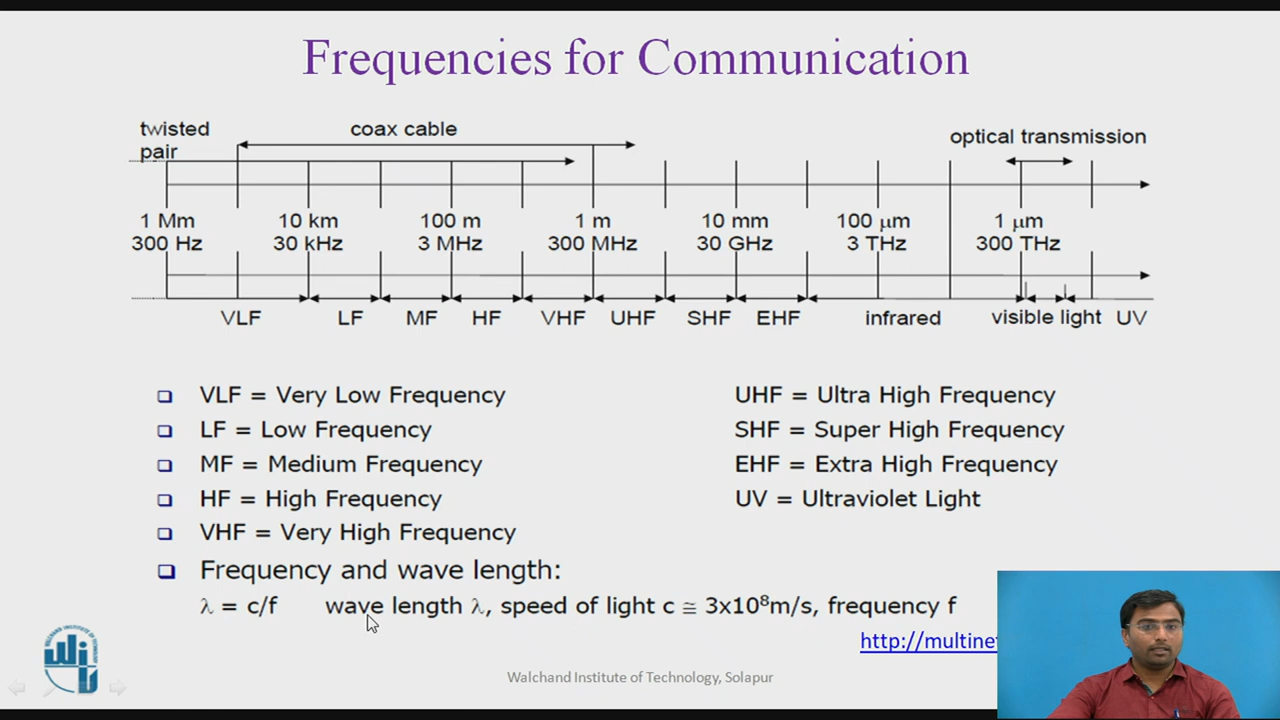 Frequencies for Communication
twisted
pair
coax cable
optical transmission
1 Mm 10 km 100 m 1 m 10 mm 100 μm 1 μm
300 Hz 30 kHz 3 MHz 300 MHz 30 GHz 3 THz 300 THz
VLF LF MF HF VHF UHF SHF EHF infrared visible light UV
VLF = Very Low Frequency
LF = Low Frequency
MF = Medium Frequency
HF = High Frequency
VHF = Very High Frequency
UHF = Ultra High Frequency
SHF = Super High Frequency
EHF = Extra High Frequency
UV = Ultraviolet Light
Frequency and wave length:
λ = c/f wave length λ, speed of light c ≅ 3x10⁸m/s, frequency f
http://multine
WIT
Walchand Institute of Technology, Solapur